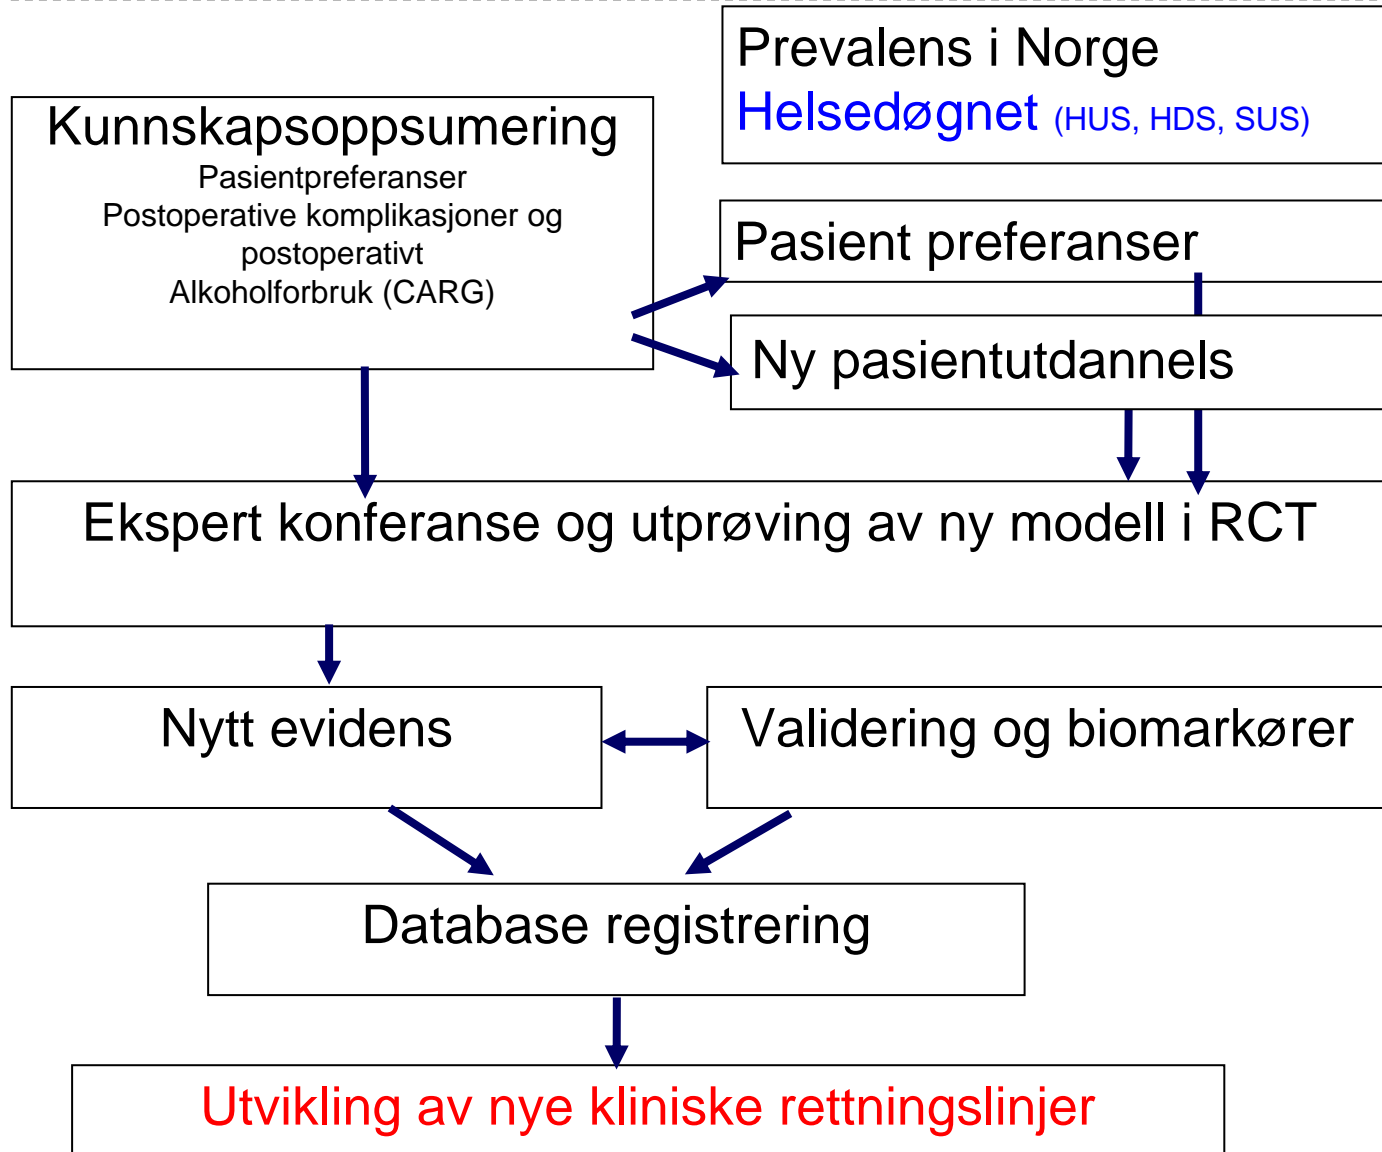 Prevalens i Norge
Helsedøgnet (HUS, HDS, SUS)
Kunnskapsoppsumering
Pasientpreferanser
Postoperative komplikasjoner og
postoperativt
Alkoholforbruk (CARG)
Pasient preferanser
Ny pasientutdannels
Ekspert konferanse og utprøving av ny modell i RCT
Nytt evidens
Validering og biomarkører
Database registrering
Utvikling av nye kliniske rettningslinjer